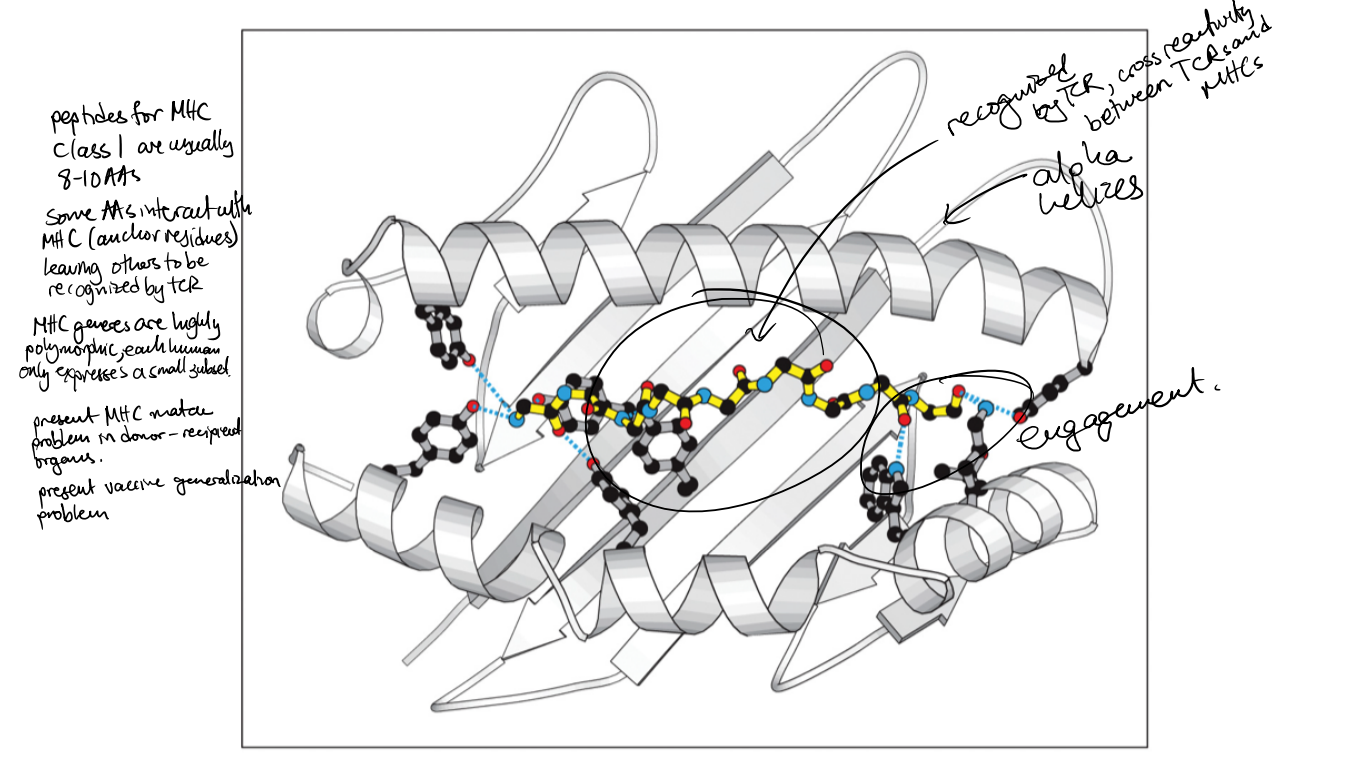 peptides for MHC
Class I are usually
8-10 AAs
some AAs interact with
MHC (anchor residues)
leaving others to be
recognized by TCR
MHC genes are highly
polymorphic, each human
only expresses a small subset.
present MHC match
problem in donor-recipient
organs.
present vaccine generalization
problem
recognized
by TCR, cross reactivity
between TCRs and
MHCs
alpha
helizes
engagement.